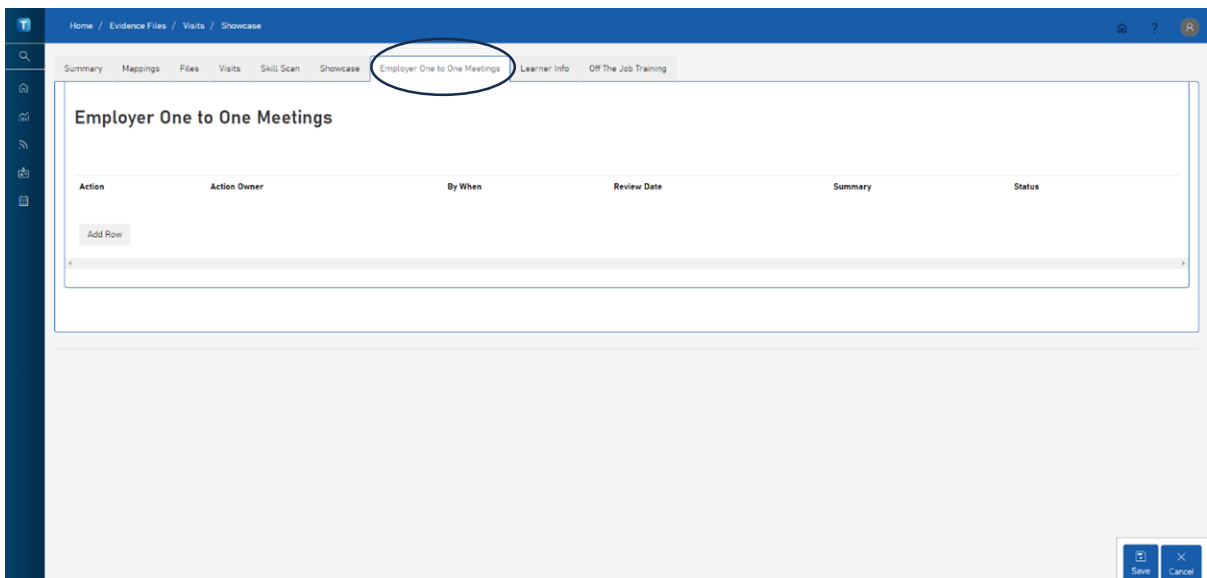 T
Home / Evidence Files / Visits / Showcase
?
A
Summary Mappings Files Visits Skill Scan Showcase Employer One to One Meetings Learner Info Off The Job Training
Employer One to One Meetings
Action Action Owner By When Review Date Summary Status
Add Row
Save Cancel